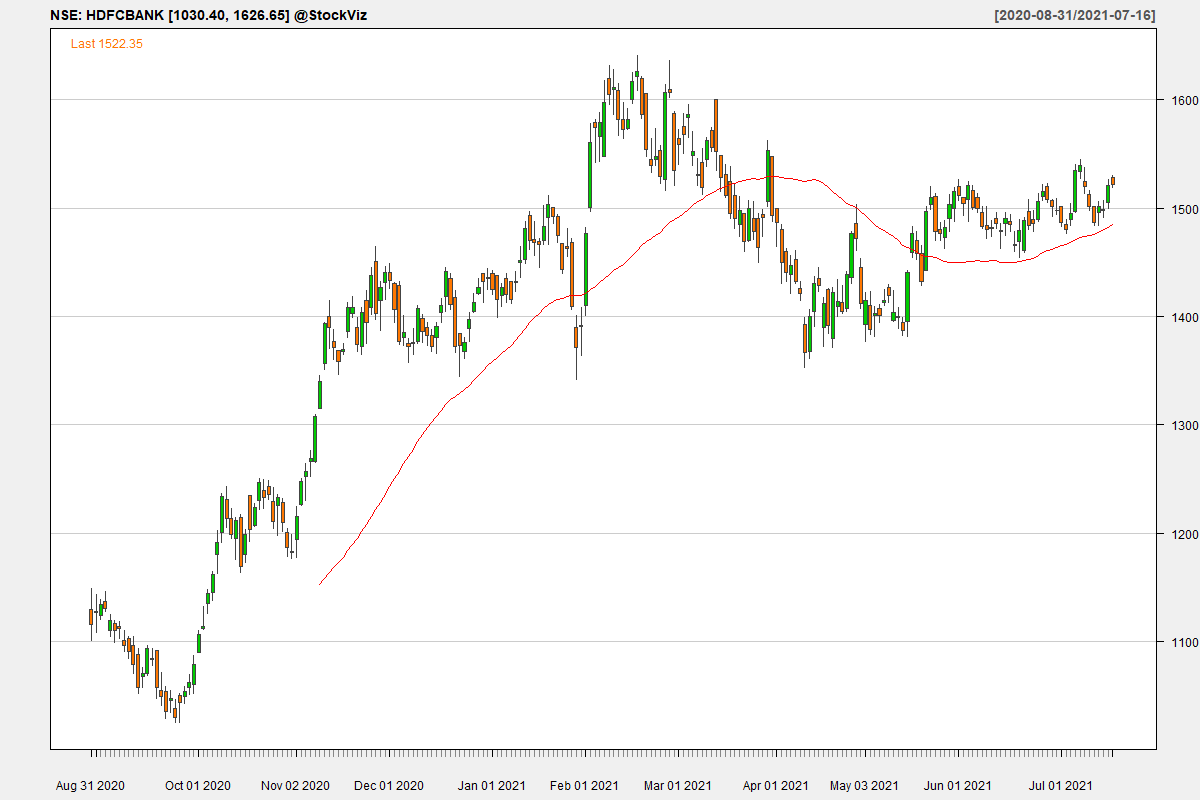 NSE: HDFCBANK [1030.40, 1626.65] @StockViz [2020-08-31/2021-07-16]
Last 1522.35
1600
1500
1400
1300
1200
1100
Aug 31 2020 Oct 01 2020 Nov 02 2020 Dec 01 2020 Jan 01 2021 Feb 01 2021 Mar 01 2021 Apr 01 2021 May 03 2021 Jun 01 2021 Jul 01 2021